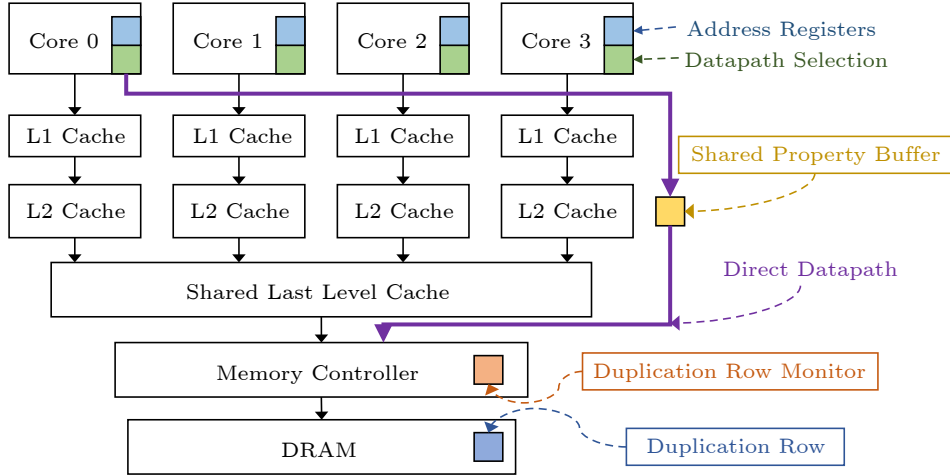 Core 0
Core 1
Core 2
Core 3
Address Registers
Datapath Selection
L1 Cache
L1 Cache
L1 Cache
L1 Cache
Shared Property Buffer
L2 Cache
L2 Cache
L2 Cache
L2 Cache
Direct Datapath
Shared Last Level Cache
Memory Controller
Duplication Row Monitor
DRAM
Duplication Row